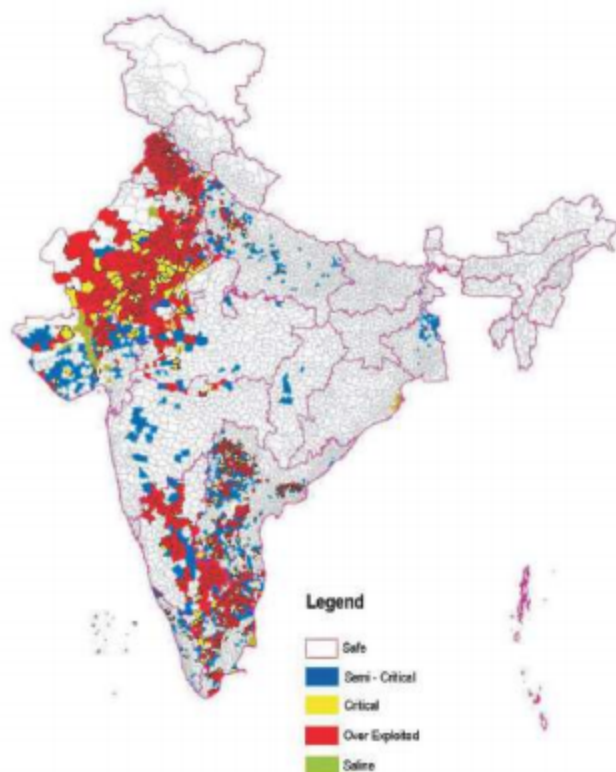 Legend
Safe
Semi - Critical
Critical
Over Exploited
Saline